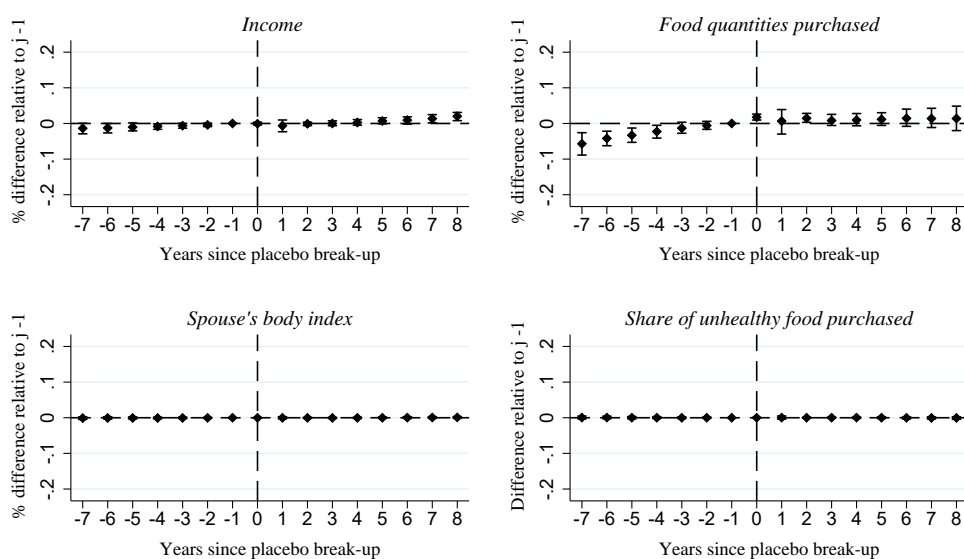 Income
% difference relative to j -1
.2
.1
0
-.1
-.2
-7 -6 -5 -4 -3 -2 -1 0 1 2 3 4 5 6 7 8
Years since placebo break-up
Food quantities purchased
% difference relative to j -1
.2
.1
0
-.1
-.2
-7 -6 -5 -4 -3 -2 -1 0 1 2 3 4 5 6 7 8
Years since placebo break-up
Spouse's body index
% difference relative to j -1
.2
.1
0
-.1
-.2
-7 -6 -5 -4 -3 -2 -1 0 1 2 3 4 5 6 7 8
Years since placebo break-up
Share of unhealthy food purchased
Difference relative to j -1
.2
.1
0
-.1
-.2
-7 -6 -5 -4 -3 -2 -1 0 1 2 3 4 5 6 7 8
Years since placebo break-up